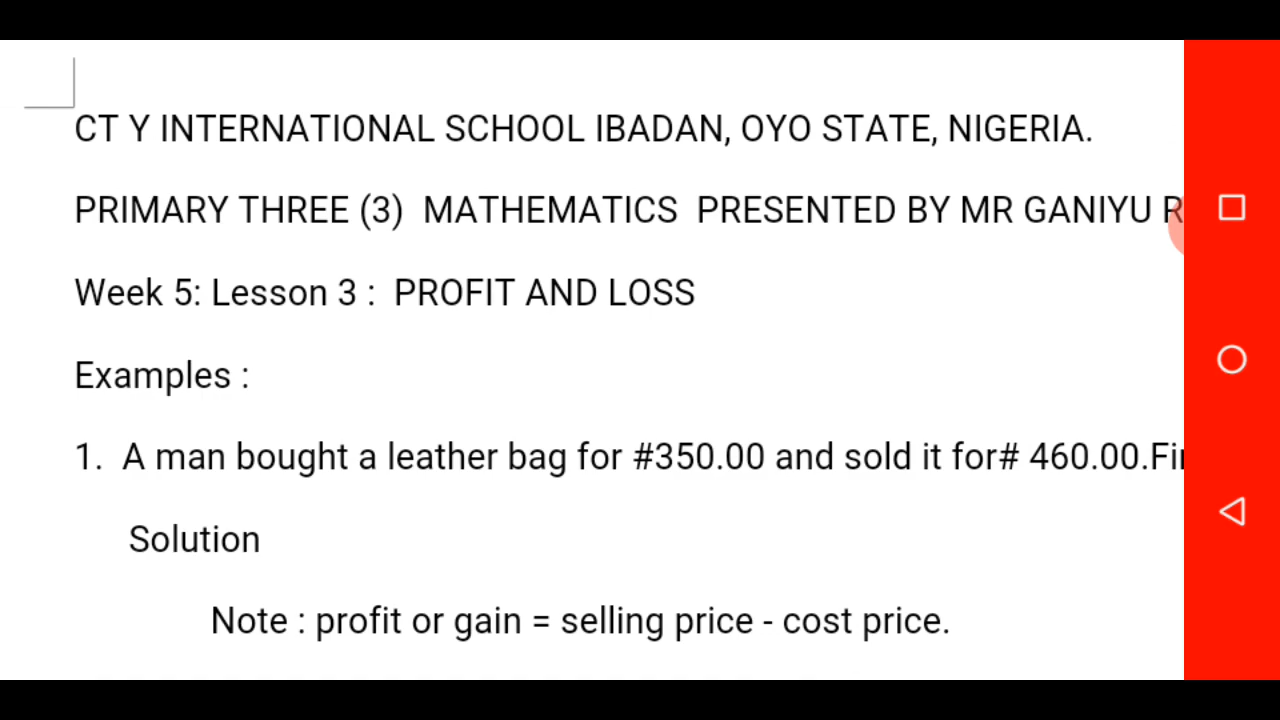 CT Y INTERNATIONAL SCHOOL IBADAN, OYO STATE, NIGERIA.
PRIMARY THREE (3)  MATHEMATICS  PRESENTED BY MR GANIYU R
Week 5: Lesson 3 :  PROFIT AND LOSS
Examples :
1.  A man bought a leather bag for #350.00 and sold it for# 460.00.
Solution
Note : profit or gain = selling price - cost price.